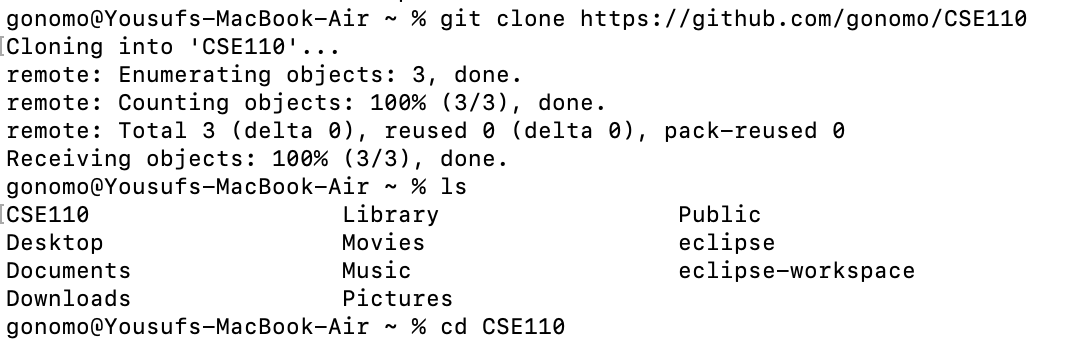 gonomo@Yousufs-MacBook-Air ~ % git clone https://github.com/gonomo/CSE110
[Cloning into 'CSE110'...
remote: Enumerating objects: 3, done.
remote: Counting objects: 100% (3/3), done.
remote: Total 3 (delta 0), reused 0 (delta 0), pack-reused 0
Receiving objects: 100% (3/3), done.
gonomo@Yousufs-MacBook-Air ~ % ls
[CSE110 Library Public
Desktop Movies eclipse
Documents Music eclipse-workspace
Downloads Pictures
gonomo@Yousufs-MacBook-Air ~ % cd CSE110